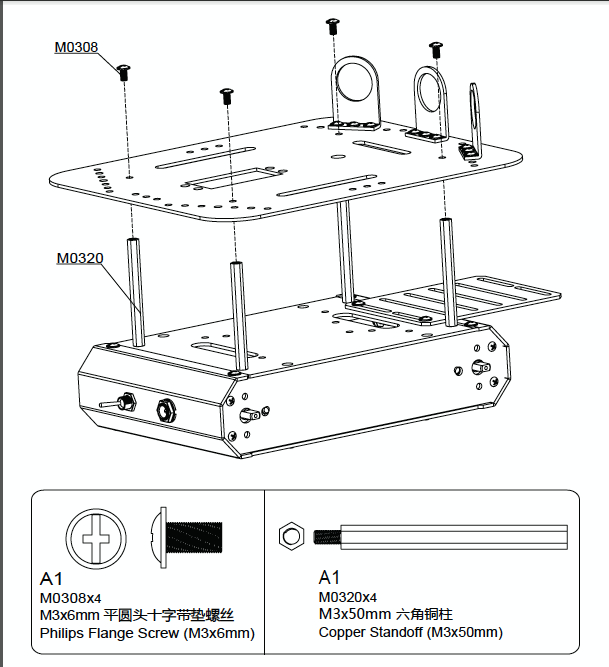 M0308
M0320
A1
M0308x4
M3x6mm 平圆头十字带垫螺丝
Philips Flange Screw (M3x6mm)
A1
M0320x4
M3x50mm 六角铜柱
Copper Standoff (M3x50mm)